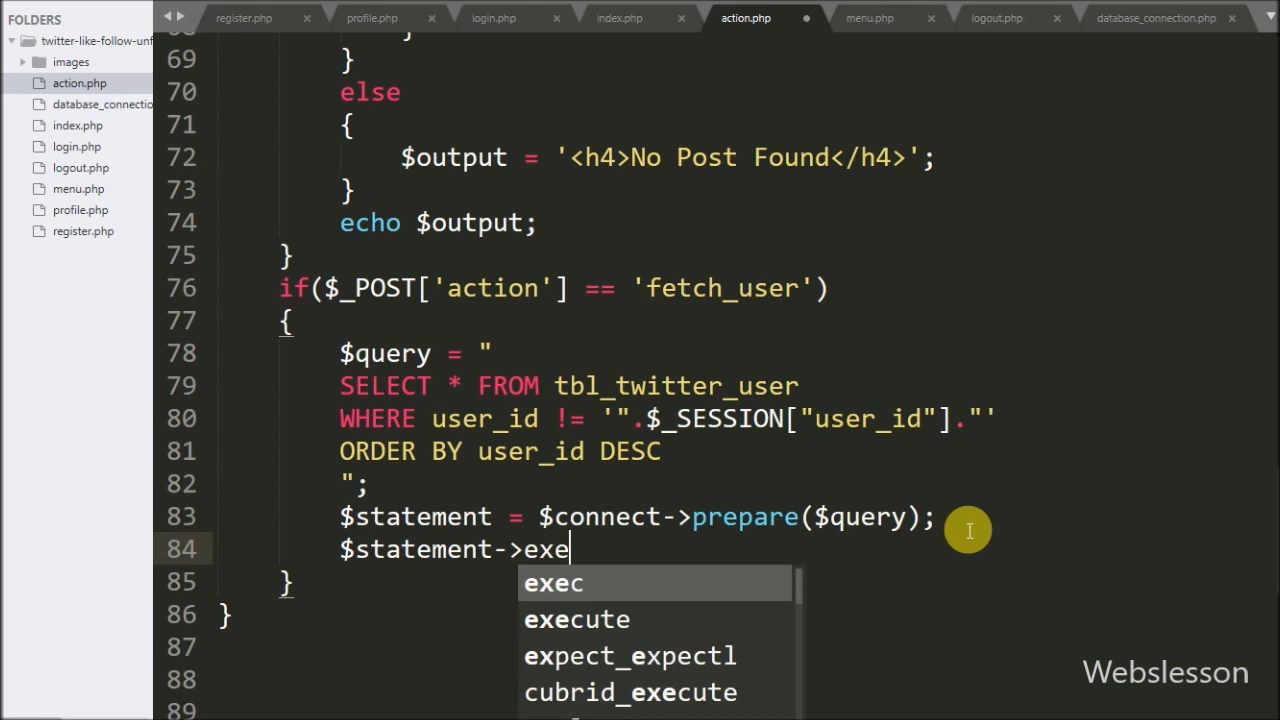 register.php × profile.php × login.php × index.php × action.php menu.php × logout.php × database_connection.php ×
FOLDERS
twitter-like-follow-unf
images
action.php
database_connectio
index.php
login.php
logout.php
menu.php
profile.php
register.php
69 }
70 else
71 {
72 $output = '<h4>No Post Found</h4>';
73 }
74 echo $output;
75 }
76 if($_POST['action'] == 'fetch_user')
77 {
78 $query = "
79 SELECT * FROM tbl_twitter_user
80 WHERE user_id != '".$_SESSION["user_id"]."'
81 ORDER BY user_id DESC
82 ";
83 $statement = $connect->prepare($query);
84 $statement->exe
exec
execute
expect_expectl
cubrid_execute
85 }
86 }
87
88
89
Webslesson